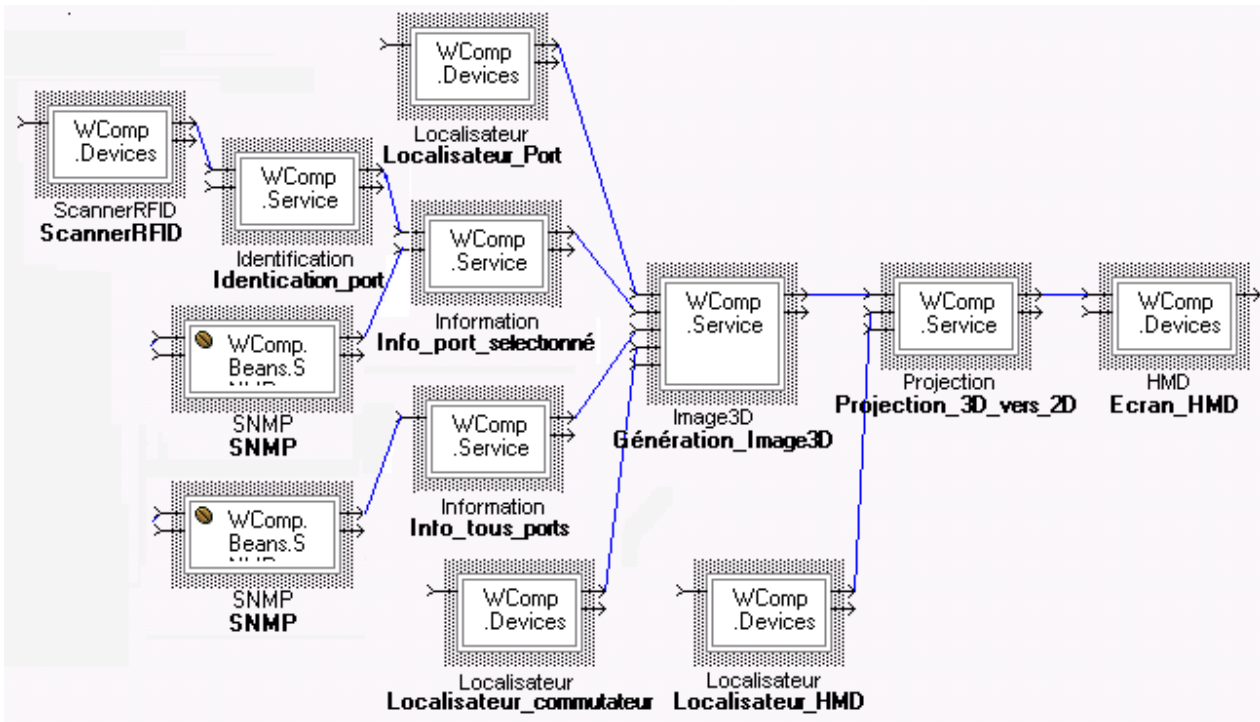 WComp
.Devices
Localisateur
Localisateur_Port
WComp
.Devices
ScannerRFID
ScannerRFID
WComp
.Service
Identification
Identication_port
WComp
.Service
Information
Info_port_selectionné
WComp.
Beans.S
SNMP
SNMP
WComp
.Service
Image3D
Génération_Image3D
WComp
.Service
Projection
Projection_3D_vers_2D
WComp
.Devices
HMD
Ecran_HMD
WComp
.Service
Information
Info_tous_ports
WComp.
Beans.S
SNMP
SNMP
WComp
.Devices
Localisateur
Localisateur_commutateur
WComp
.Devices
Localisateur
Localisateur_HMD